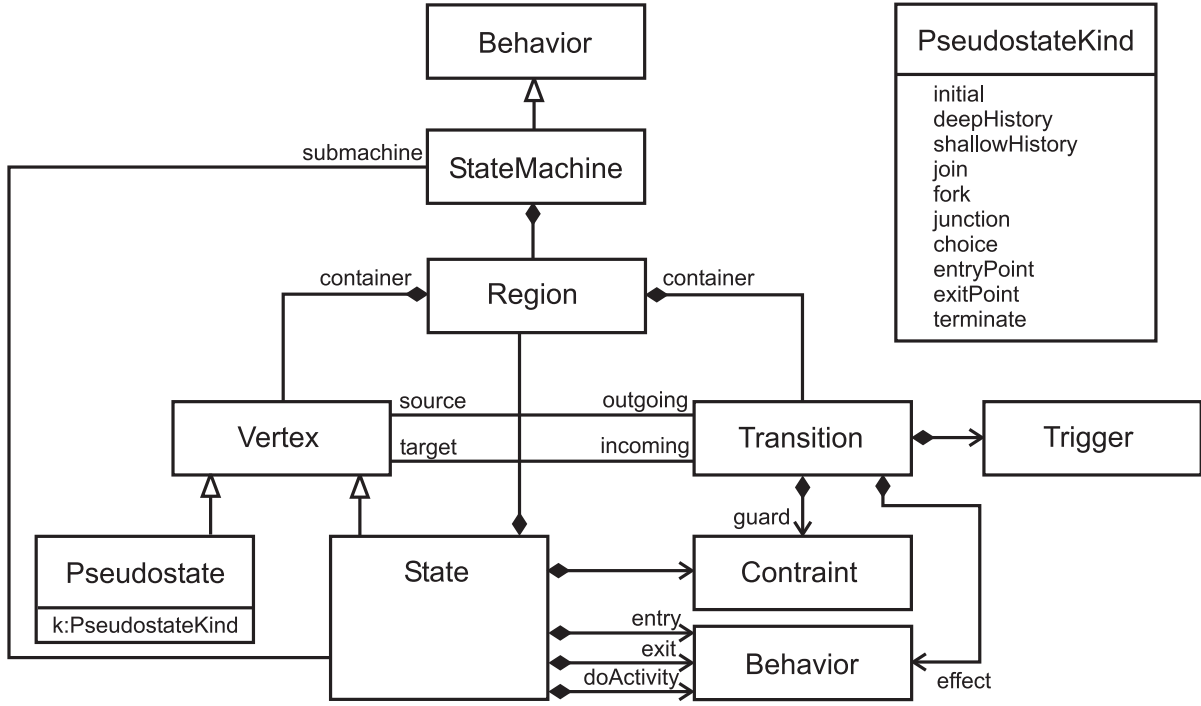 Behavior
PseudostateKind
initial
deepHistory
shallowHistory
join
fork
junction
choice
entryPoint
exitPoint
terminate
submachine
StateMachine
container
Region
container
source
outgoing
Vertex
Transition
Trigger
target
incoming
guard
Pseudostate
k:PseudostateKind
State
Contraint
entry
exit
doActivity
Behavior
effect